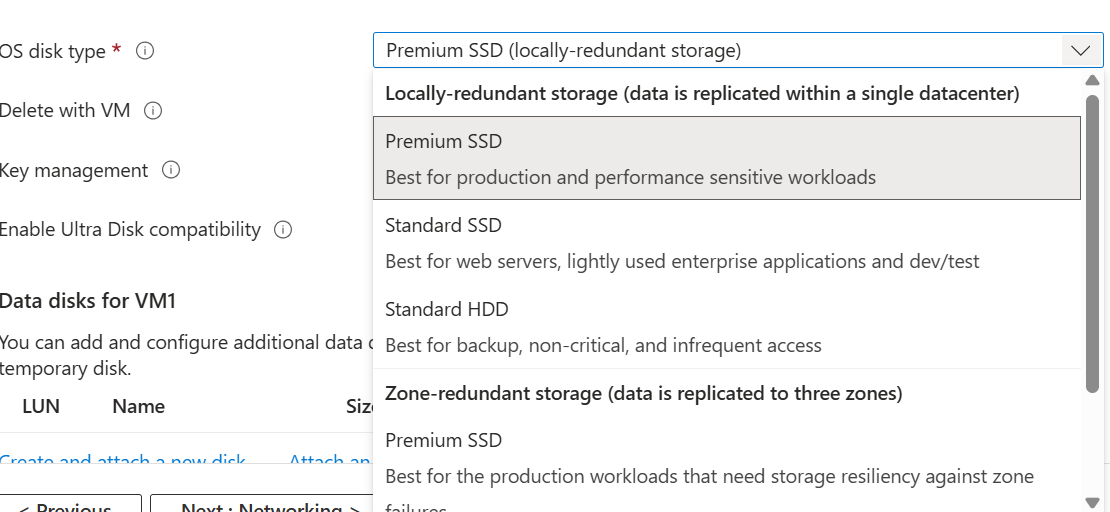 OS disk type *
Premium SSD (locally-redundant storage)
Locally-redundant storage (data is replicated within a single datacenter)
Delete with VM
Premium SSD
Key management
Best for production and performance sensitive workloads
Standard SSD
Enable Ultra Disk compatibility
Best for web servers, lightly used enterprise applications and dev/test
Data disks for VM1
Standard HDD
You can add and configure additional data
Best for backup, non-critical, and infrequent access
temporary disk.
Zone-redundant storage (data is replicated to three zones)
LUN Name
Premium SSD
Create and attach a new disk Attach an
Best for the production workloads that need storage resiliency against zone
failures
< Previous Next : Networking >